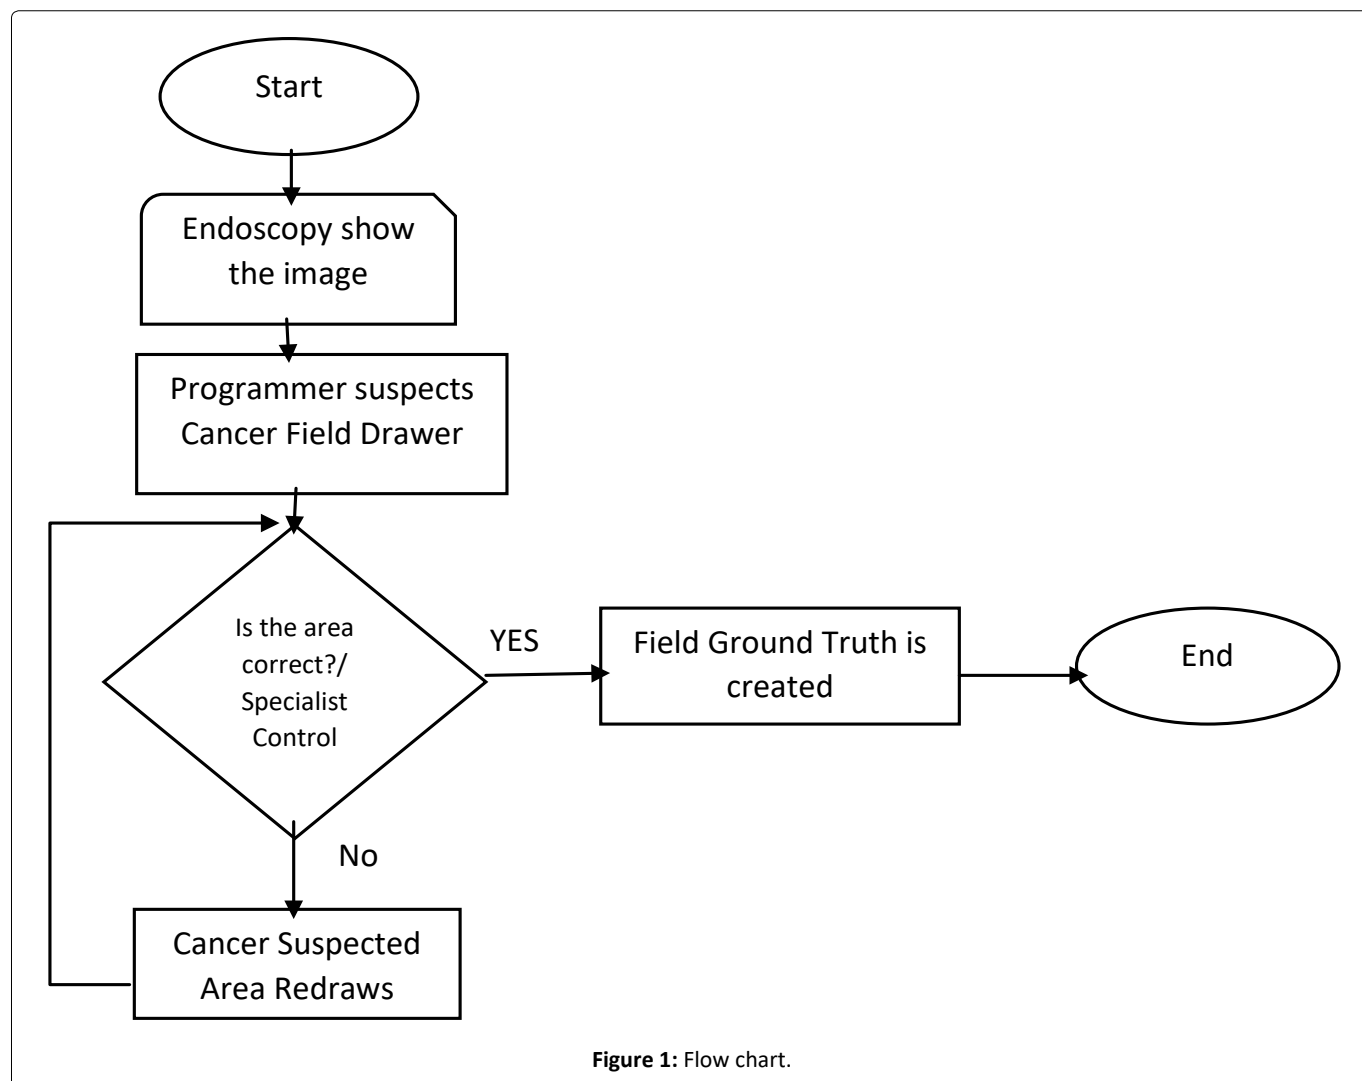 Start
Endoscopy show
the image
Programmer suspects
Cancer Field Drawer
Is the area
correct?/
Specialist
Control
YES
Field Ground Truth is
created
End
No
Cancer Suspected
Area Redraws
Figure 1: Flow chart.